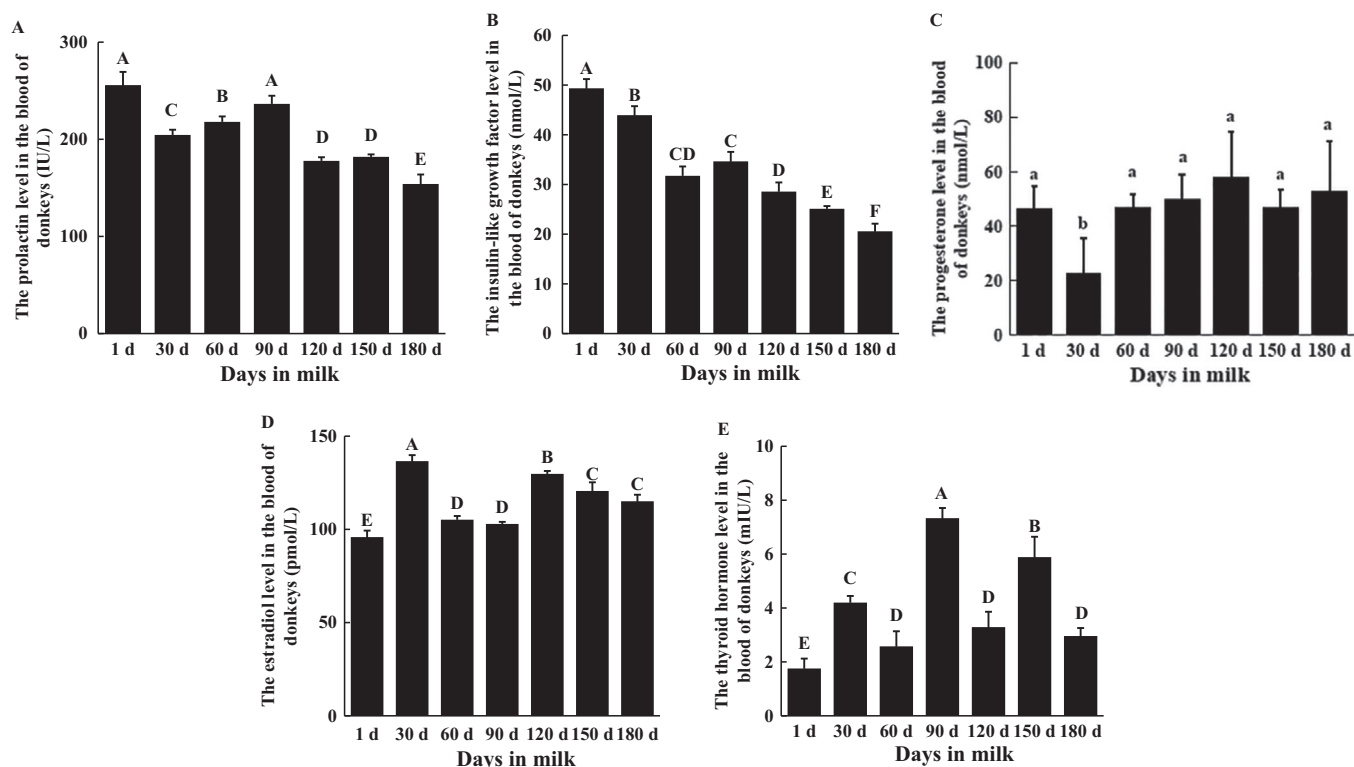 A
The prolactin level in the blood of
donkeys (IU/L)
300
200
100
0
A
C
B
A
D
D
E
1 d 30 d 60 d 90 d 120 d 150 d 180 d
Days in milk
B
The insulin-like growth factor level in
the blood of donkeys (nmol/L)
60
50
40
30
20
10
0
A
B
CD
C
D
E
F
1 d 30 d 60 d 90 d 120 d 150 d 180 d
Days in milk
C
The progesterone level in the blood
of donkeys (nmol/L)
100
80
60
40
20
0
a
b
a
a
a
a
a
1 d 30 d 60 d 90 d 120 d 150 d 180 d
Days in milk
D
The estradiol level in the blood of
donkeys (pmol/L)
150
100
50
0
E
A
D
D
B
C
C
1 d 30 d 60 d 90 d 120 d 150 d 180 d
Days in milk
E
The thyroid hormone level in the
blood of donkeys (mIU/L)
10
8
6
4
2
0
E
C
D
A
D
B
D
1 d 30 d 60 d 90 d 120 d 150 d 180 d
Days in milk